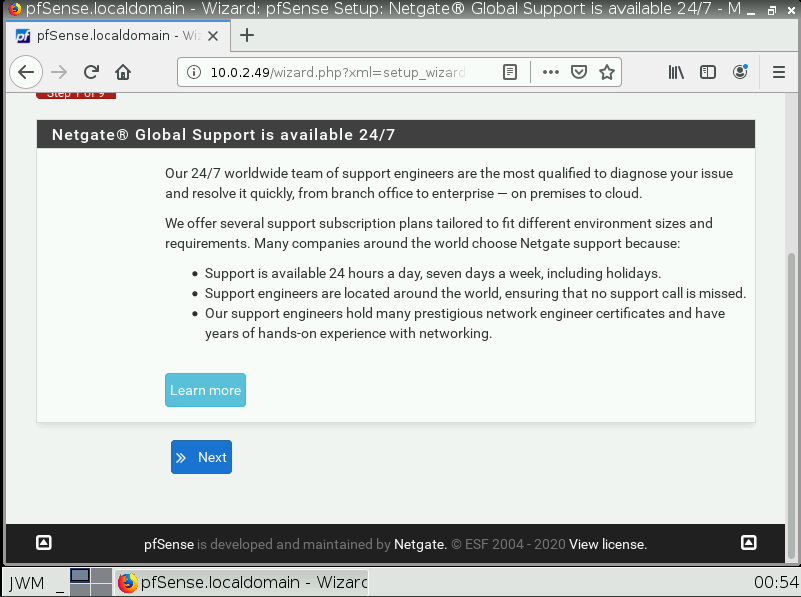 pfSense.localdomain - Wizard: pfSense Setup: Netgate® Global Support is available 24/7 - M
pfSense.localdomain - Wiz
10.0.2.49/wizard.php?xml=setup_wizard
Step 1 of 9
Netgate® Global Support is available 24/7
Our 24/7 worldwide team of support engineers are the most qualified to diagnose your issue
and resolve it quickly, from branch office to enterprise — on premises to cloud.
We offer several support subscription plans tailored to fit different environment sizes and
requirements. Many companies around the world choose Netgate support because:
• Support is available 24 hours a day, seven days a week, including holidays.
• Support engineers are located around the world, ensuring that no support call is missed.
• Our support engineers hold many prestigious network engineer certificates and have
years of hands-on experience with networking.
Learn more
Next
pfSense is developed and maintained by Netgate. © ESF 2004 - 2020 View license.
JWM
pfSense.localdomain - Wizard
00:54